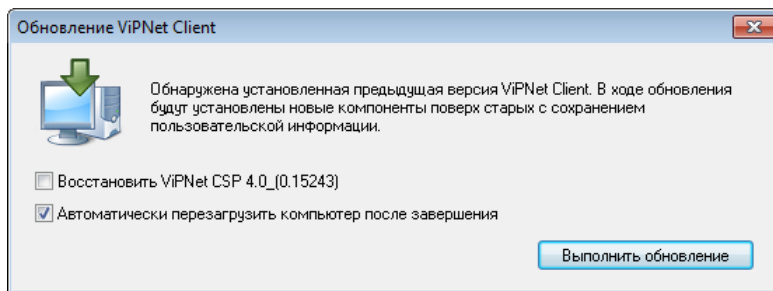 Обновление ViPNet Client
Обнаружена установленная предыдущая версия ViPNet Client. В ходе обновления
будут установлены новые компоненты поверх старых с сохранением
пользовательской информации.
Восстановить ViPNet CSP 4.0_(0.15243)
Автоматически перезагрузить компьютер после завершения
Выполнить обновление